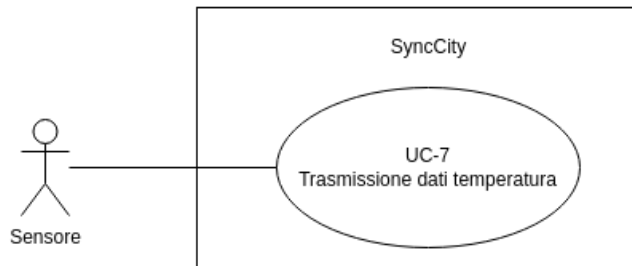 SyncCity
UC-7
Trasmissione dati temperatura
Sensore